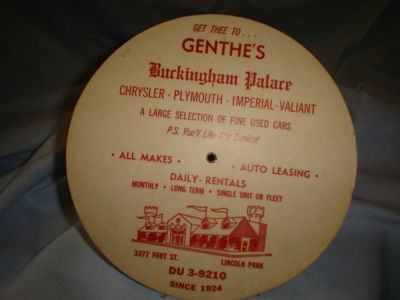 GET THEE TO...
GENTHE'S
Buckingham Palace
CHRYSLER - PLYMOUTH - IMPERIAL - VALIANT
A LARGE SELECTION OF FINE USED CARS
P.S. You'll Like Our Service!
• ALL MAKES • AUTO LEASING •
DAILY - RENTALS
MONTHLY • LONG TERM • SINGLE UNIT OR FLEET
3377 FORT ST. LINCOLN PARK
DU 3-9210
SINCE 1924